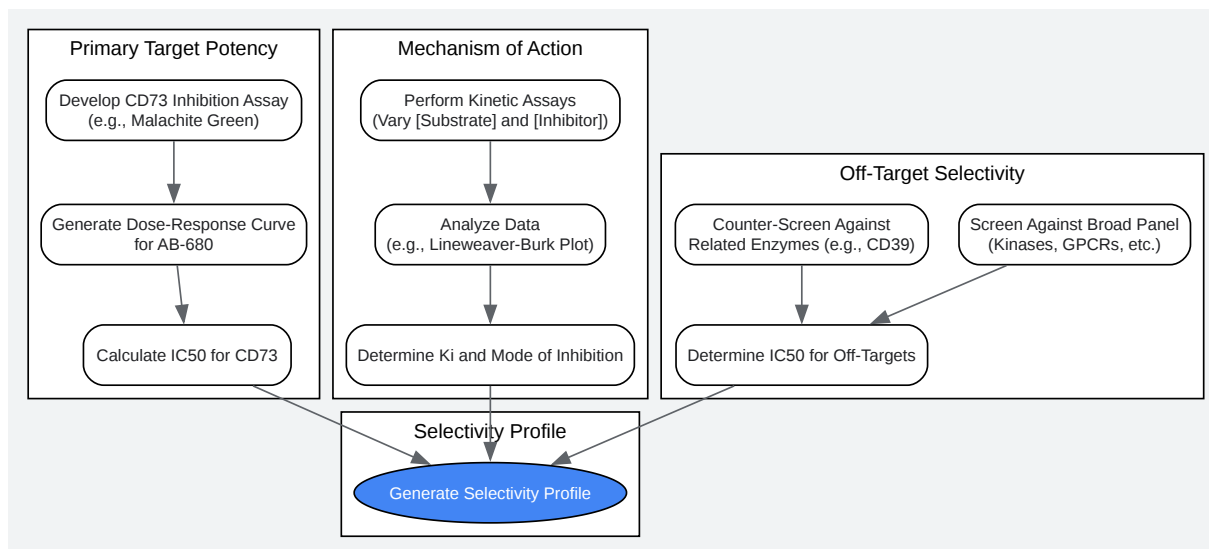 Primary Target Potency
Develop CD73 Inhibition Assay
(e.g., Malachite Green)
Generate Dose-Response Curve
for AB-680
Calculate IC50 for CD73
Mechanism of Action
Perform Kinetic Assays
(Vary [Substrate] and [Inhibitor])
Analyze Data
(e.g., Lineweaver-Burk Plot)
Determine Ki and Mode of Inhibition
Off-Target Selectivity
Counter-Screen Against
Related Enzymes (e.g., CD39)
Screen Against Broad Panel
(Kinases, GPCRs, etc.)
Determine IC50 for Off-Targets
Selectivity Profile
Generate Selectivity Profile